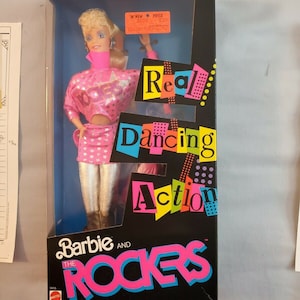 Real
Dancing
Action
Barbie AND
THE
ROCKERS